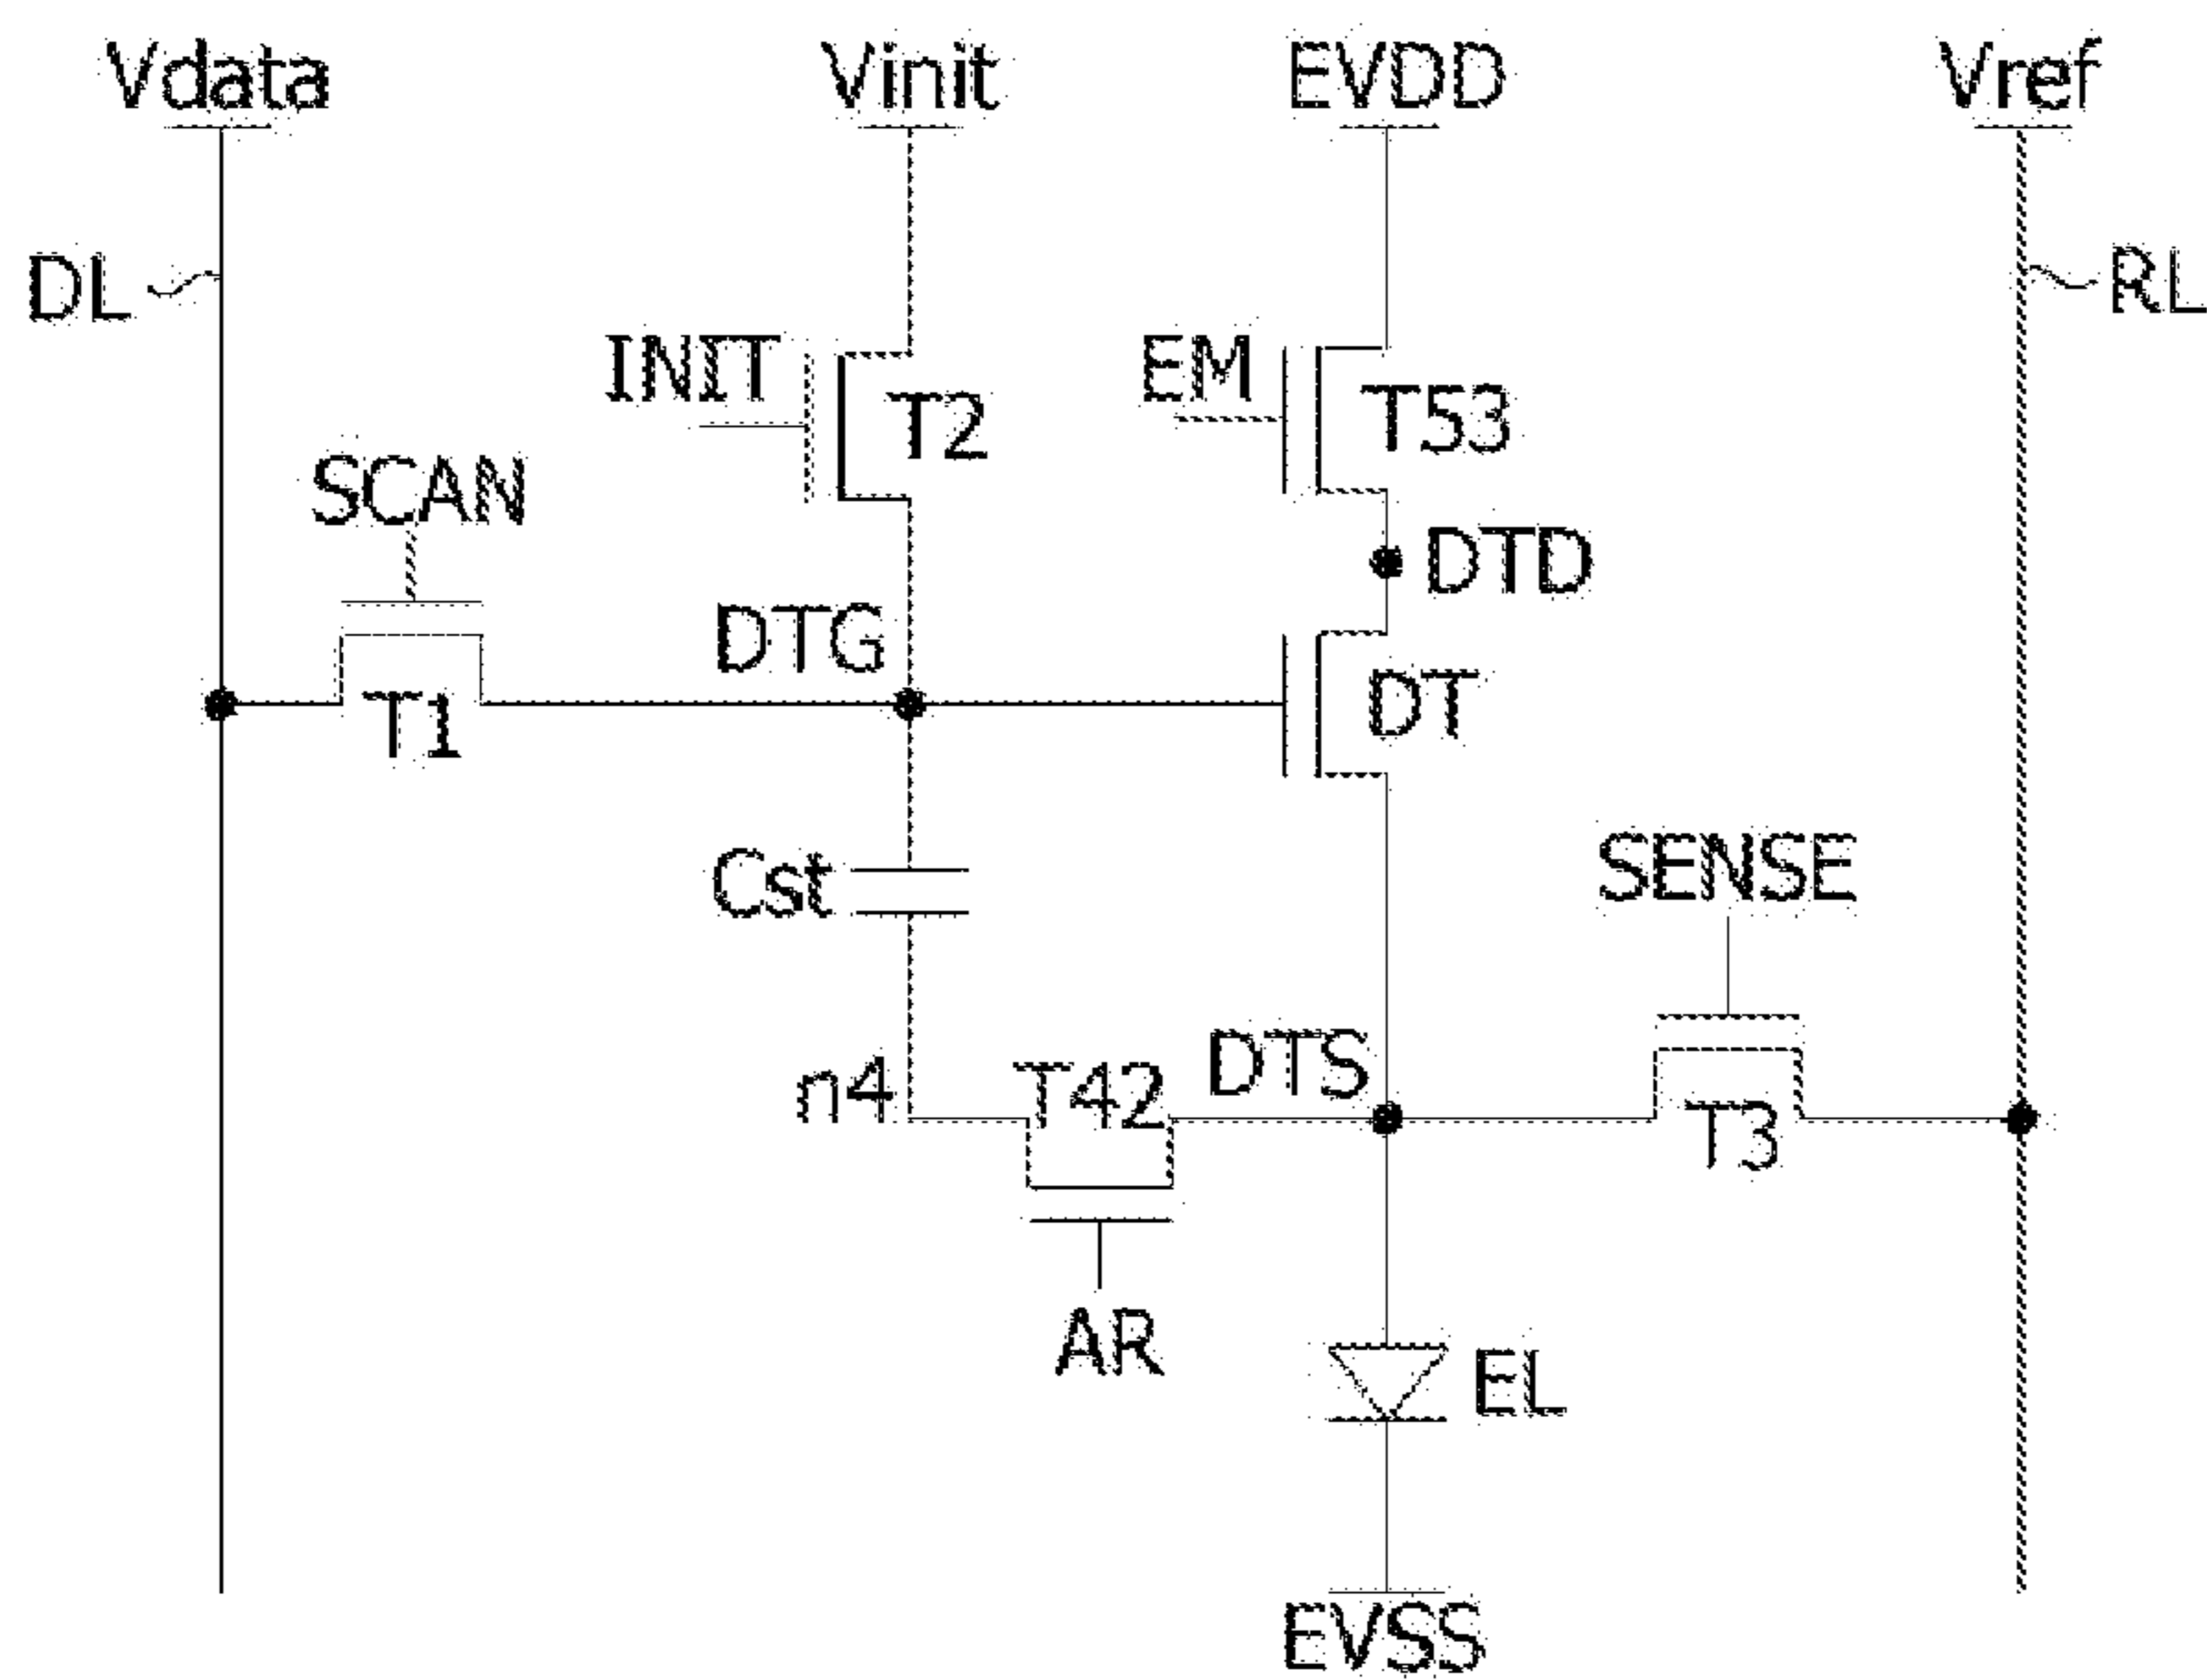 Vdata
Vinit
EVDD
Vref
DL
RL
INIT
T2
EM
T53
SCAN
DTD
DTG
T1
DT
Cst
SENSE
n4
T42
DTS
T3
AR
EL
EVSS